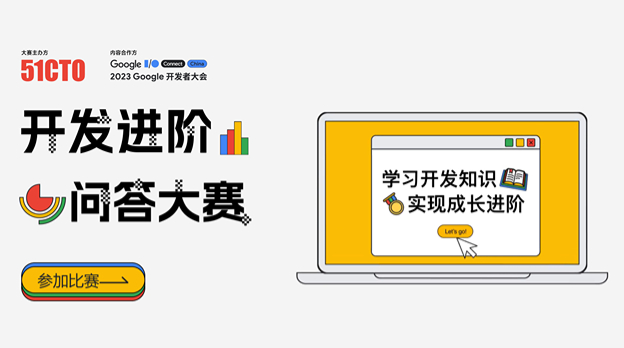 大赛主办方
51CTO
内容合作方
Google I/O Connect China
2023 Google 开发者大会
开发进阶
问答大赛
参加比赛
学习开发知识
实现成长进阶
Let's go!